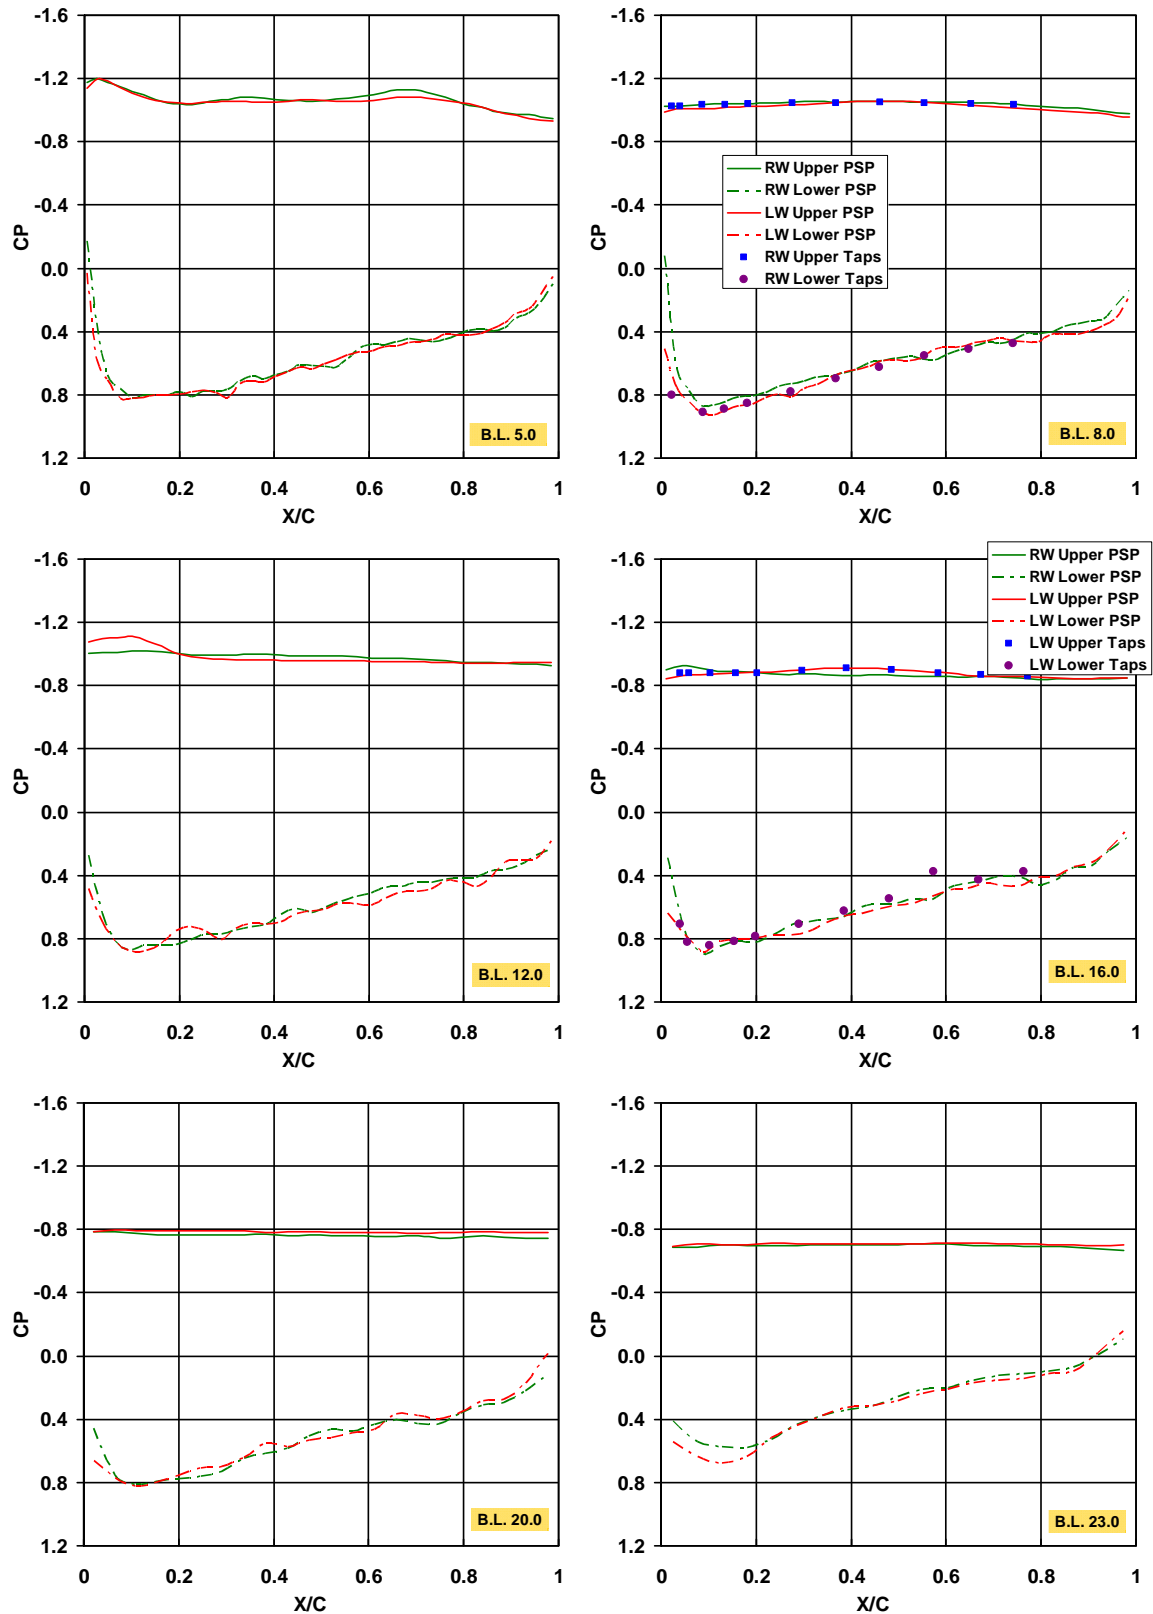 -1.6
-1.2
-0.8
-0.4
0.0
0.4
0.8
1.2
CP
0 0.2 0.4 0.6 0.8 1
X/C
B.L. 5.0
-1.6
-1.2
-0.8
-0.4
0.0
0.4
0.8
1.2
CP
0 0.2 0.4 0.6 0.8 1
X/C
RW Upper PSP
RW Lower PSP
LW Upper PSP
LW Lower PSP
RW Upper Taps
RW Lower Taps
B.L. 8.0
-1.6
-1.2
-0.8
-0.4
0.0
0.4
0.8
1.2
CP
0 0.2 0.4 0.6 0.8 1
X/C
B.L. 12.0
-1.6
-1.2
-0.8
-0.4
0.0
0.4
0.8
1.2
CP
0 0.2 0.4 0.6 0.8 1
X/C
RW Upper PSP
RW Lower PSP
LW Upper PSP
LW Lower PSP
LW Upper Taps
LW Lower Taps
B.L. 16.0
-1.6
-1.2
-0.8
-0.4
0.0
0.4
0.8
1.2
CP
0 0.2 0.4 0.6 0.8 1
X/C
B.L. 20.0
-1.6
-1.2
-0.8
-0.4
0.0
0.4
0.8
1.2
CP
0 0.2 0.4 0.6 0.8 1
X/C
B.L. 23.0